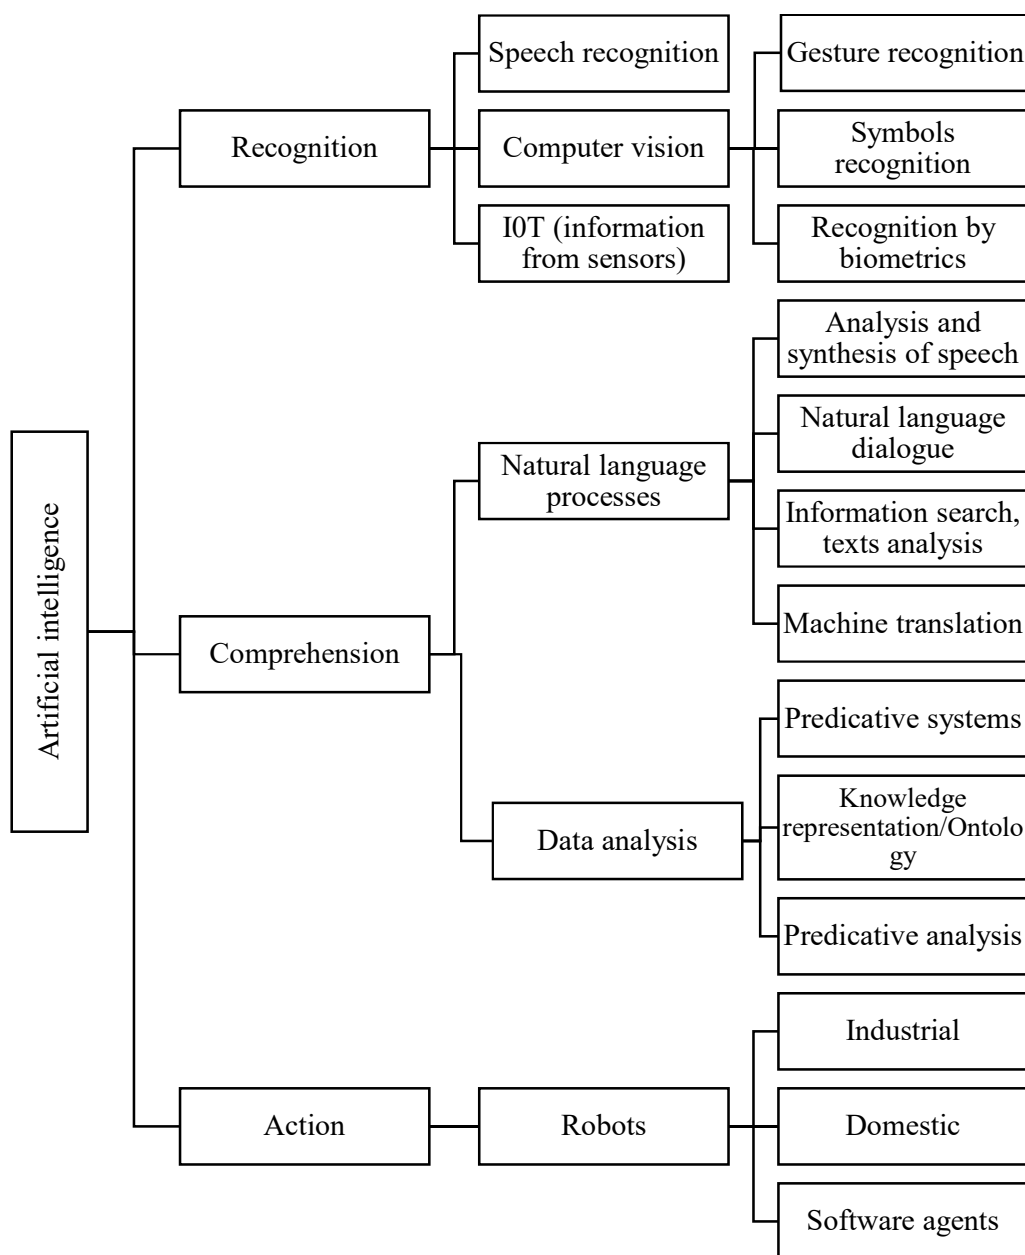 Artificial intelligence
Recognition
Speech recognition
Computer vision
Gesture recognition
Symbols
recognition
Recognition by
biometrics
I0T (information
from sensors)
Comprehension
Natural language
processes
Analysis and
synthesis of speech
Natural language
dialogue
Information search,
texts analysis
Machine translation
Data analysis
Predicative systems
Knowledge
representation/Ontolo
gy
Predicative analysis
Action
Robots
Industrial
Domestic
Software agents